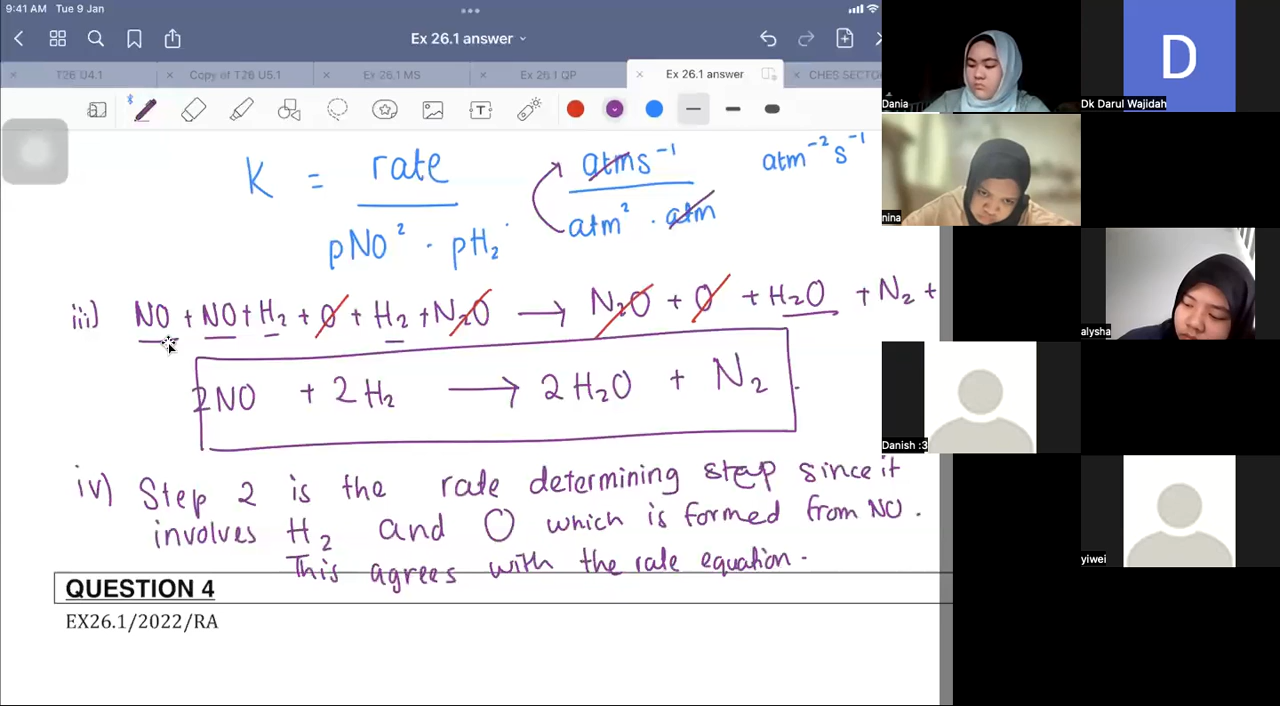 9:41 AM Tue 9 Jan
Ex 26.1 answer
T26 U4.1
Copy of T26 U5.1
Ex 26.1 MS
Ex 26.1 QP
Ex 26.1 answer
CHES SECTO
K = rate / pNO² · pH₂
atms⁻¹ / atm² · atm
atm⁻² s⁻¹
iii) NO + NO + H₂ + O + H₂ + N₂O → N₂O + O + H₂O + N₂ +
2NO + 2H₂ → 2H₂O + N₂
iv) Step 2 is the rate determining step since it
involves H₂ and O which is formed from NO.
This agrees with the rate equation.
QUESTION 4
EX26.1/2022/RA
Dania
D
Dk Darul Wajidah
nina
alysha
Danish :3
yiwei